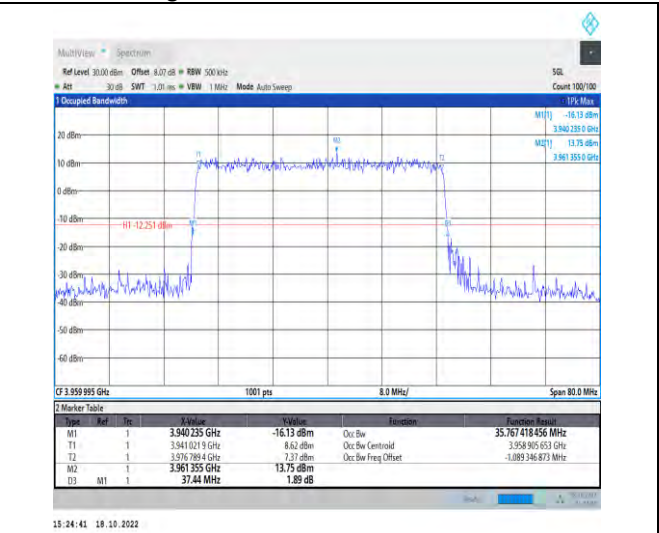 MultiView Spectrum
Ref Level 30.00 dBm Offset 8.07 dB RBW 500 kHz SGL
Att 30 dB SWT 1.01 ms VBW 1 MHz Mode Auto Sweep Count 100/100
1 Occupied Bandwidth 1Pk Max
M1[1] -16.13 dBm
3.940 235 0 GHz
M2[1] 13.75 dBm
3.961 355 0 GHz
20 dBm
M2
T1 T2
10 dBm
0 dBm
-10 dBm
H1 -12.251 dBm M1
-20 dBm
-30 dBm
-40 dBm
-50 dBm
-60 dBm
CF 3.959 995 GHz 1001 pts 8.0 MHz/ Span 80.0 MHz
2 Marker Table
Type Ref Trc X-Value Y-Value Function Function Result
M1 1 3.940 235 GHz -16.13 dBm Occ Bw 35.767 418 456 MHz
T1 1 3.941 021 9 GHz 8.62 dBm Occ Bw Centroid 3.958 905 653 GHz
T2 1 3.976 789 4 GHz 7.37 dBm Occ Bw Freq Offset -1.089 346 873 MHz
M2 1 3.961 355 GHz 13.75 dBm
D3 M1 1 37.44 MHz 1.89 dB
15:24:41 18.10.2022